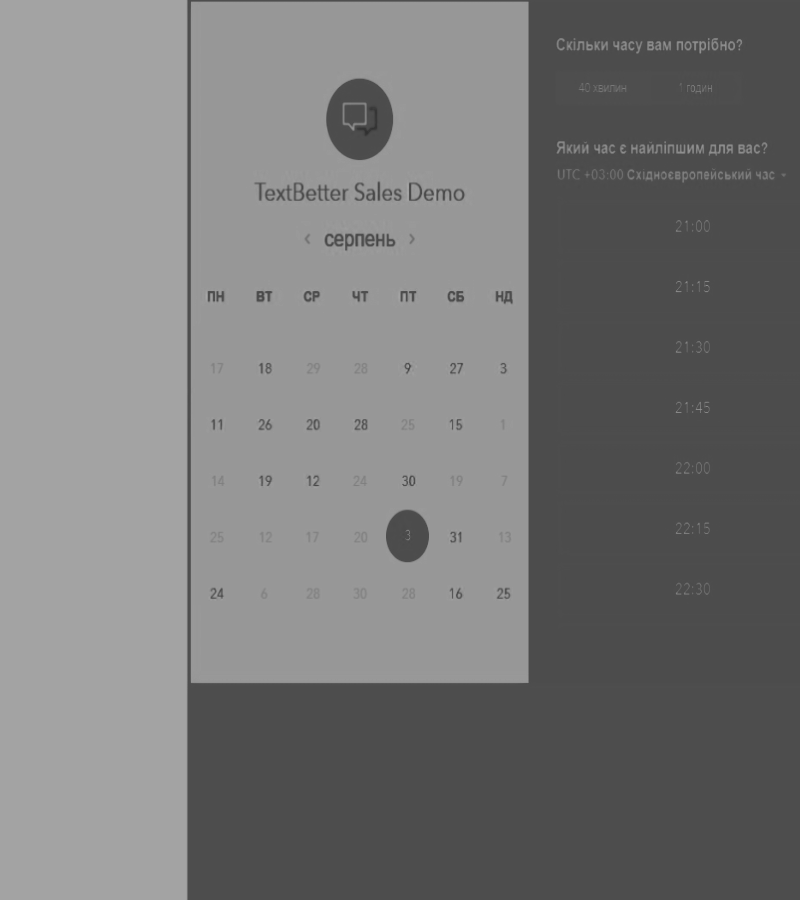 TextBetter Sales Demo
‹ серпень ›
ПН ВТ СР ЧТ ПТ СБ НД
17 18 29 28 9 27 3
11 26 20 28 25 15 1
14 19 12 24 30 19 7
25 12 17 20 3 31 13
24 6 28 30 28 16 25
Скільки часу вам потрібно?
40 хвилин 1 годин
Який час є найліпшим для вас?
UTC +03:00 Східноєвропейський час
21:00
21:15
21:30
21:45
22:00
22:15
22:30